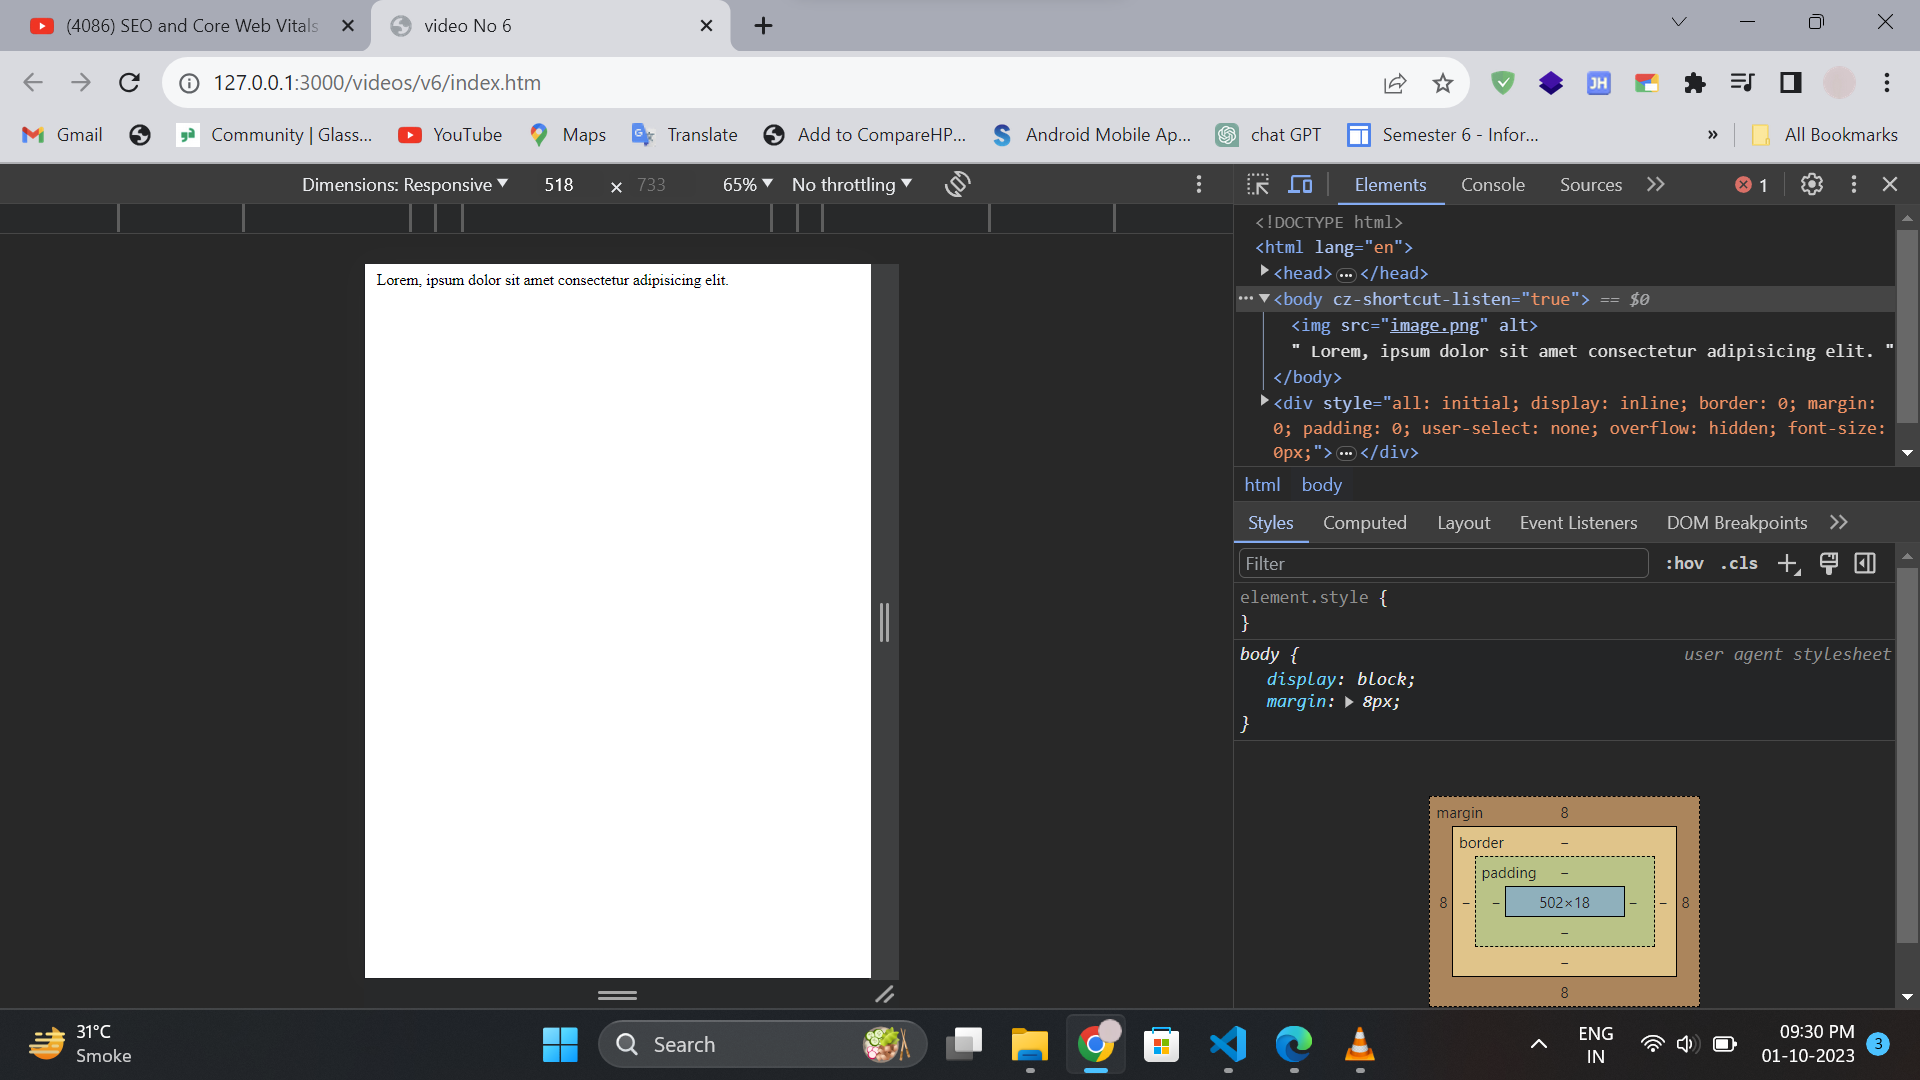 (4086) SEO and Core Web Vitals
video No 6
127.0.0.1:3000/videos/v6/index.htm
JH
Gmail
Community | Glass...
YouTube
Maps
Translate
Add to CompareHP...
Android Mobile Ap...
chat GPT
Semester 6 - Infor...
»
All Bookmarks
Dimensions: Responsive
518
×
733
65%
No throttling
Elements
Console
Sources
1
Lorem, ipsum dolor sit amet consectetur adipisicing elit.
<!DOCTYPE html>
<html lang="en">
<head>…</head>
<body cz-shortcut-listen="true"> == $0
<img src="image.png" alt>
" Lorem, ipsum dolor sit amet consectetur adipisicing elit. "
</body>
<div style="all: initial; display: inline; border: 0; margin:
0; padding: 0; user-select: none; overflow: hidden; font-size:
0px;">…</div>
html
body
Styles
Computed
Layout
Event Listeners
DOM Breakpoints
Filter
:hov
.cls
element.style {
}
body {
user agent stylesheet
display: block;
margin: 8px;
}
margin
8
border
–
padding
–
8
–
–
502×18
–
–
8
–
–
8
31°C
Smoke
Search
ENG
IN
09:30 PM
01-10-2023
3